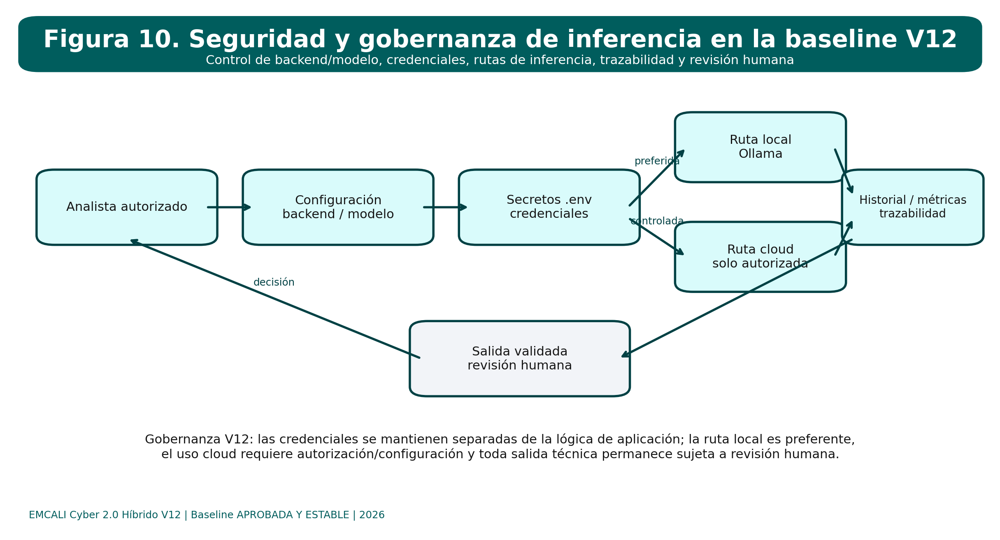 Figura 10. Seguridad y gobernanza de inferencia en la baseline V12
Control de backend/modelo, credenciales, rutas de inferencia, trazabilidad y revisión humana
Analista autorizado
Configuración
backend / modelo
Secretos .env
credenciales
preferida
controlada
Ruta local
Ollama
Ruta cloud
solo autorizada
Historial / métricas
trazabilidad
decisión
Salida validada
revisión humana
Gobernanza V12: las credenciales se mantienen separadas de la lógica de aplicación; la ruta local es preferente,
el uso cloud requiere autorización/configuración y toda salida técnica permanece sujeta a revisión humana.
EMCALI Cyber 2.0 Híbrido V12 | Baseline APROBADA Y ESTABLE | 2026